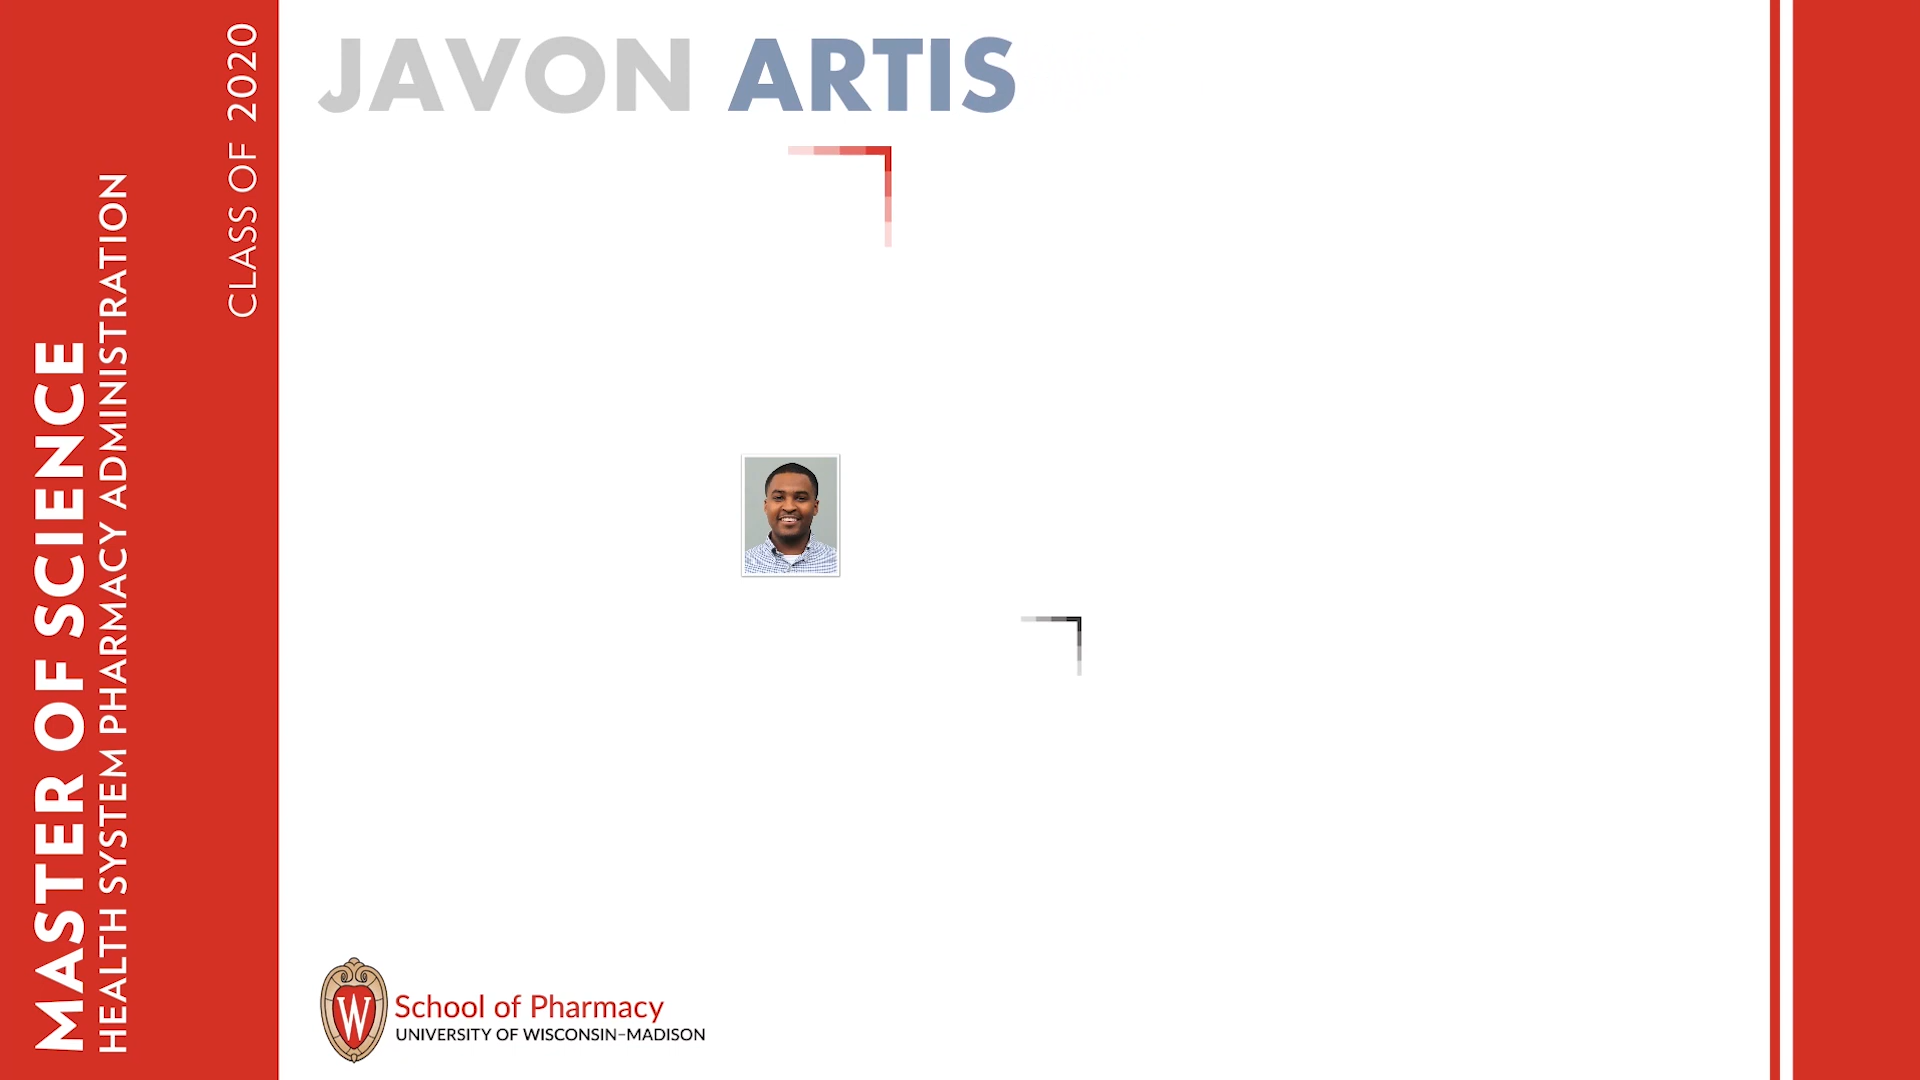 JAVON ARTIS
MASTER OF SCIENCE
HEALTH SYSTEM PHARMACY ADMINISTRATION
CLASS OF 2020
W
School of Pharmacy
UNIVERSITY OF WISCONSIN–MADISON